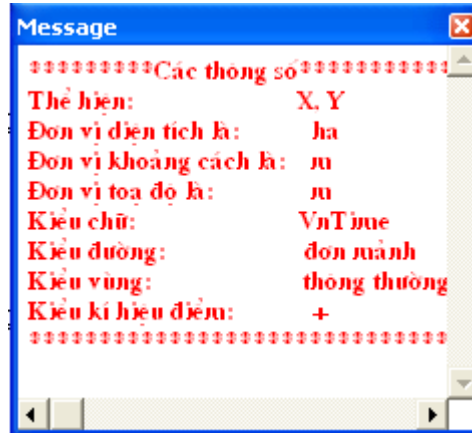 Message
*********Các thông số***********
Thể hiện: X, Y
Đơn vị diện tích là: ha
Đơn vị khoảng cách là: m
Đơn vị toạ độ là: m
Kiểu chữ: VnTime
Kiểu đường: đơn mảnh
Kiểu vùng: thông thường
Kiểu kí hiệu điểm: +
******************************